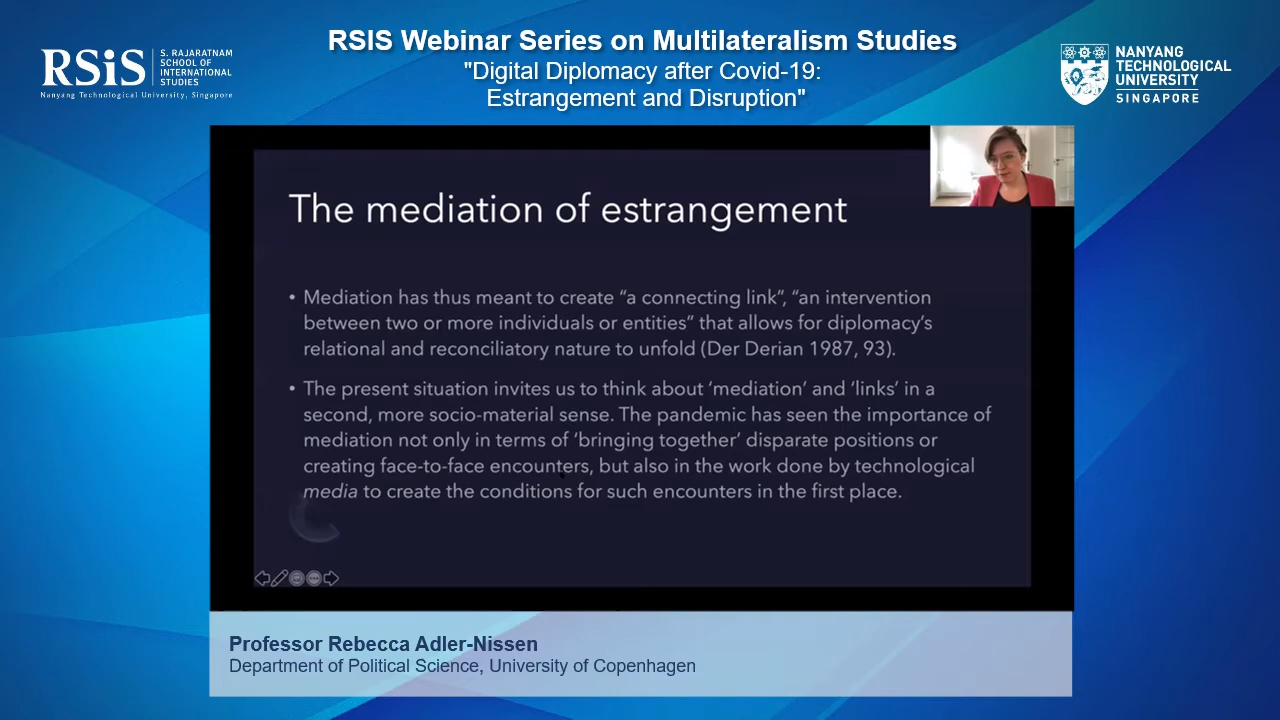 RSIS
S. RAJARATNAM
SCHOOL OF
INTERNATIONAL
STUDIES
Nanyang Technological University, Singapore
RSIS Webinar Series on Multilateralism Studies
"Digital Diplomacy after Covid-19:
Estrangement and Disruption"
NANYANG
TECHNOLOGICAL
UNIVERSITY
SINGAPORE
The mediation of estrangement
• Mediation has thus meant to create “a connecting link”, “an intervention
between two or more individuals or entities” that allows for diplomacy’s
relational and reconciliatory nature to unfold (Der Derian 1987, 93).
• The present situation invites us to think about ‘mediation’ and ‘links’ in a
second, more socio-material sense. The pandemic has seen the importance of
mediation not only in terms of ‘bringing together’ disparate positions or
creating face-to-face encounters, but also in the work done by technological
media to create the conditions for such encounters in the first place.
Professor Rebecca Adler-Nissen
Department of Political Science, University of Copenhagen